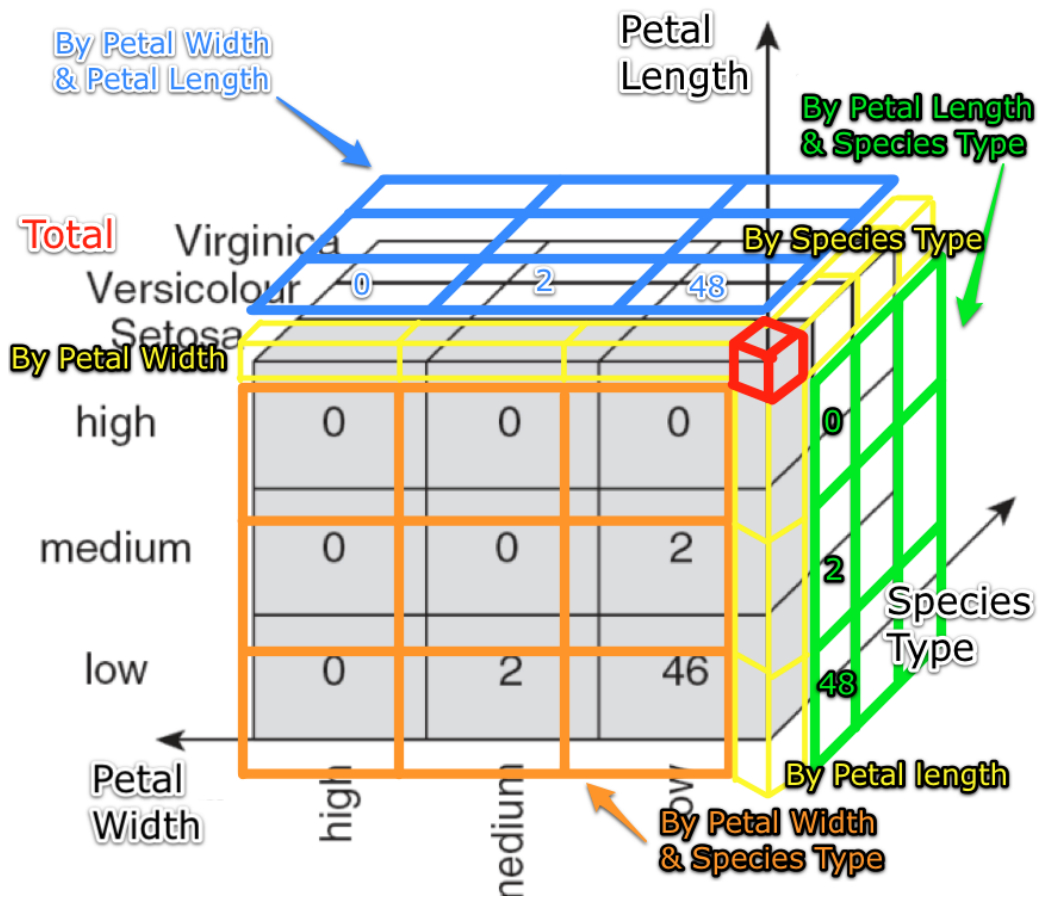 By Petal Width
& Petal Length
Petal
Length
By Petal Length
& Species Type
Total
Virginica
By Species Type
Versicolour
0 2 48
Setosa
By Petal Width
high 0 0 0 0
medium 0 0 2 2
Species
Type
low 0 2 46 48
Petal
Width
high
medium
low
By Petal length
By Petal Width
& Species Type